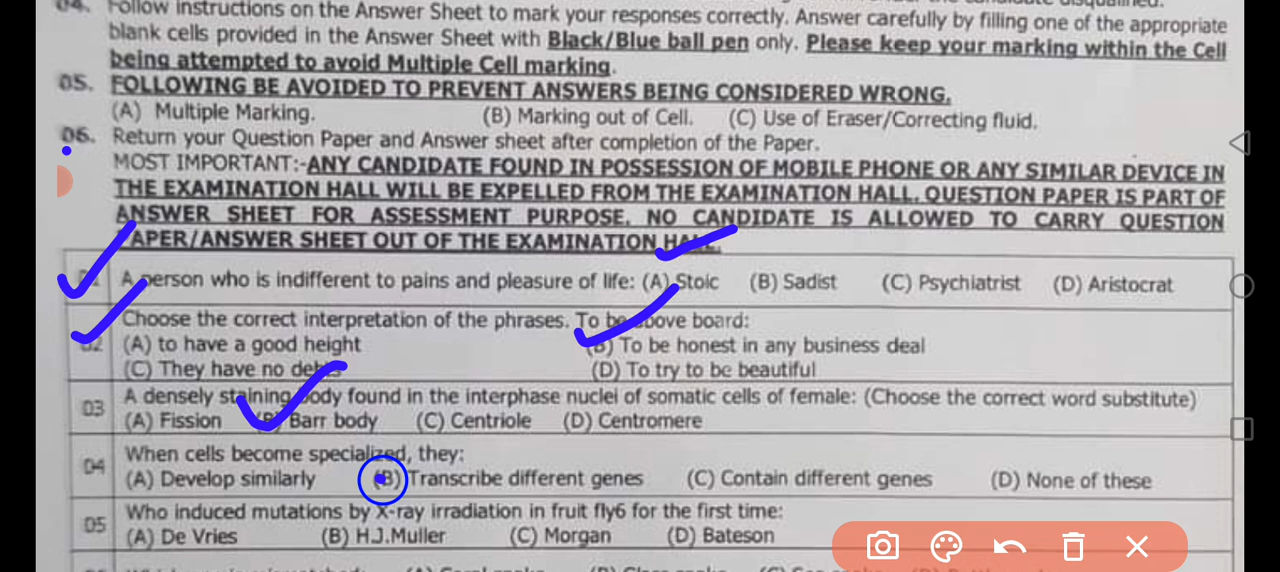 04. Follow instructions on the Answer Sheet to mark your responses correctly. Answer carefully by filling one of the appropriate
blank cells provided in the Answer Sheet with Black/Blue ball pen only. Please keep your marking within the Cell
being attempted to avoid Multiple Cell marking.
05. FOLLOWING BE AVOIDED TO PREVENT ANSWERS BEING CONSIDERED WRONG.
(A) Multiple Marking. (B) Marking out of Cell. (C) Use of Eraser/Correcting fluid.
06. Return your Question Paper and Answer sheet after completion of the Paper.
MOST IMPORTANT:-ANY CANDIDATE FOUND IN POSSESSION OF MOBILE PHONE OR ANY SIMILAR DEVICE IN
THE EXAMINATION HALL WILL BE EXPELLED FROM THE EXAMINATION HALL. QUESTION PAPER IS PART OF
ANSWER SHEET FOR ASSESSMENT PURPOSE. NO CANDIDATE IS ALLOWED TO CARRY QUESTION
PAPER/ANSWER SHEET OUT OF THE EXAMINATION HALL.
A person who is indifferent to pains and pleasure of life: (A) Stoic (B) Sadist (C) Psychiatrist (D) Aristocrat
Choose the correct interpretation of the phrases. To be above board:
02 (A) to have a good height (B) To be honest in any business deal
(C) They have no debts (D) To try to be beautiful
A densely staining body found in the interphase nuclei of somatic cells of female: (Choose the correct word substitute)
03 (A) Fission (B) Barr body (C) Centriole (D) Centromere
When cells become specialized, they:
04 (A) Develop similarly (B) Transcribe different genes (C) Contain different genes (D) None of these
Who induced mutations by X-ray irradiation in fruit fly6 for the first time:
05 (A) De Vries (B) H.J.Muller (C) Morgan (D) Bateson